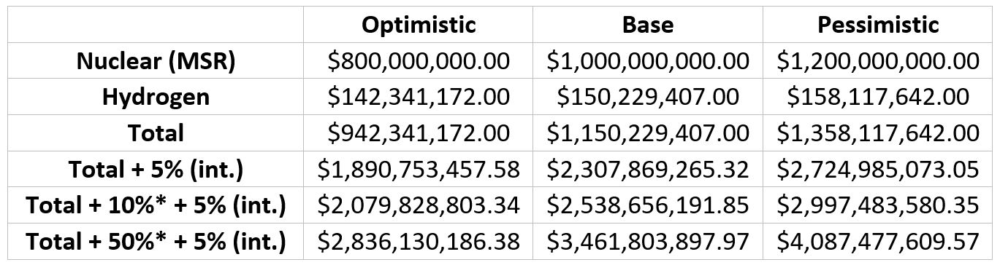 Optimistic Base Pessimistic
Nuclear (MSR) $800,000,000.00 $1,000,000,000.00 $1,200,000,000.00
Hydrogen $142,341,172.00 $150,229,407.00 $158,117,642.00
Total $942,341,172.00 $1,150,229,407.00 $1,358,117,642.00
Total + 5% (int.) $1,890,753,457.58 $2,307,869,265.32 $2,724,985,073.05
Total + 10%* + 5% (int.) $2,079,828,803.34 $2,538,656,191.85 $2,997,483,580.35
Total + 50%* + 5% (int.) $2,836,130,186.38 $3,461,803,897.97 $4,087,477,609.57